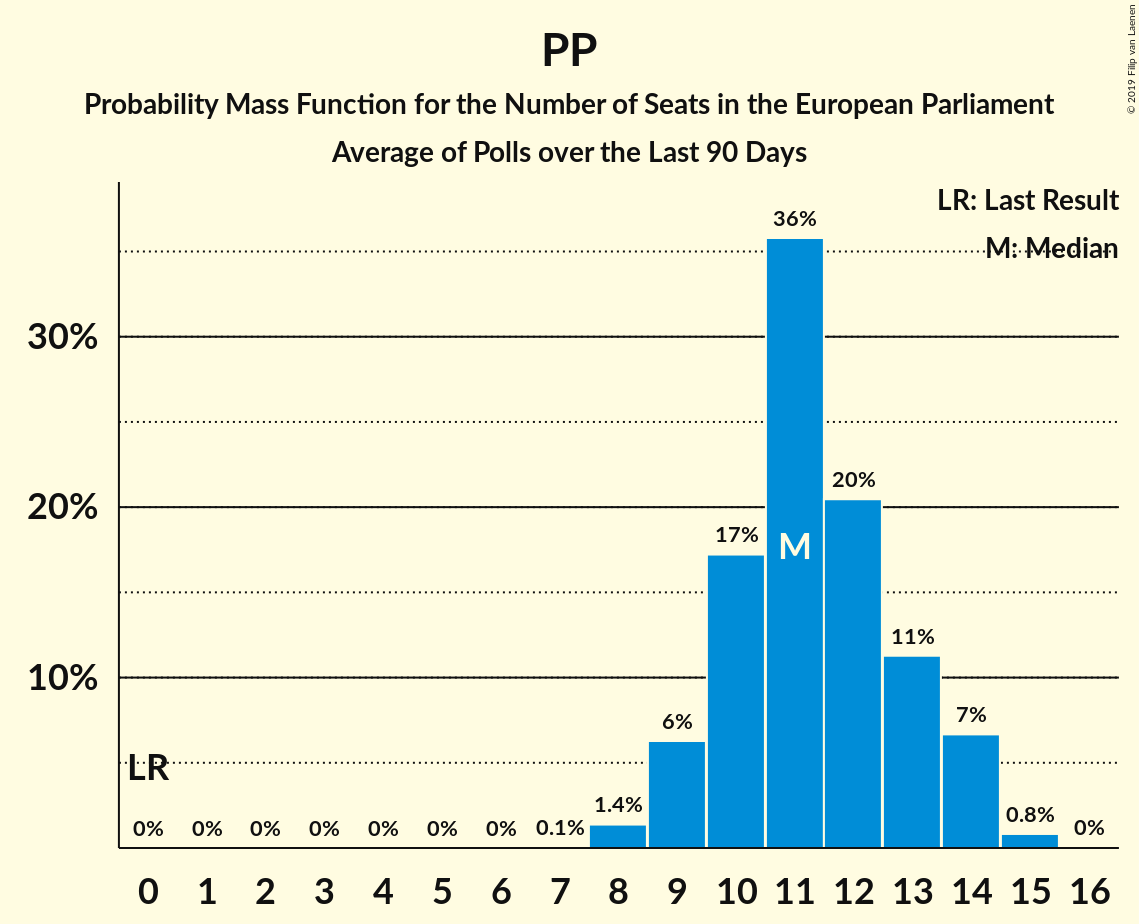 PP
Probability Mass Function for the Number of Seats in the European Parliament
Average of Polls over the Last 90 Days
© 2019 Filip van Laenen
LR: Last Result
M: Median
30%
20%
10%
36%
20%
17%
M
11%
7%
6%
LR
1.4%
0.8%
0% 0% 0% 0% 0% 0% 0% 0.1% 0%
0 1 2 3 4 5 6 7 8 9 10 11 12 13 14 15 16